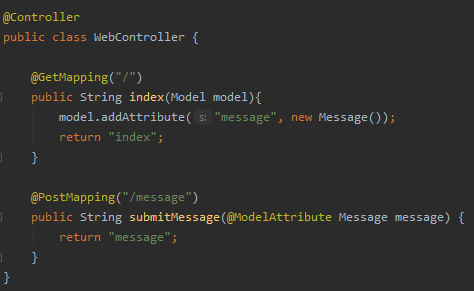 @Controller
public class WebController {
@GetMapping("/")
public String index(Model model){
model.addAttribute( s: "message", new Message());
return "index";
}
@PostMapping("/message")
public String submitMessage(@ModelAttribute Message message) {
return "message";
}
}